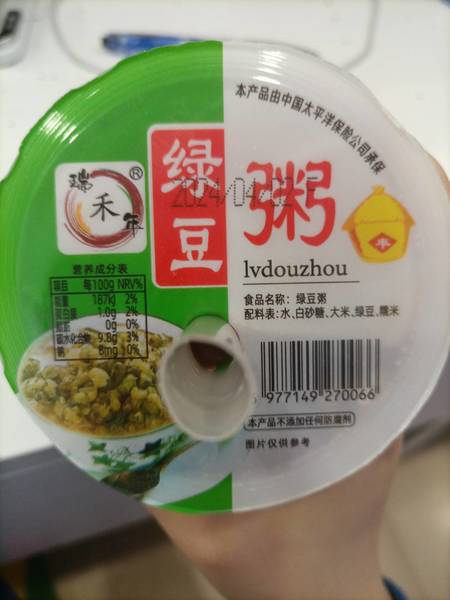 本产品由中国太平洋保险公司承保
绿豆
粥
2024/04/02 F
瑞
禾
年
®
丰
lvdouzhou
营养成分表
项目 每100g NRV%
能量 187kJ 2%
蛋白质 1.0g 2%
脂肪 0g 0%
碳水化合物 9.8g 3%
钠 8mg 10%
食品名称：绿豆粥
配料表：水、白砂糖、大米、绿豆、糯米
977149 270066
本产品不添加任何防腐剂
图片仅供参考